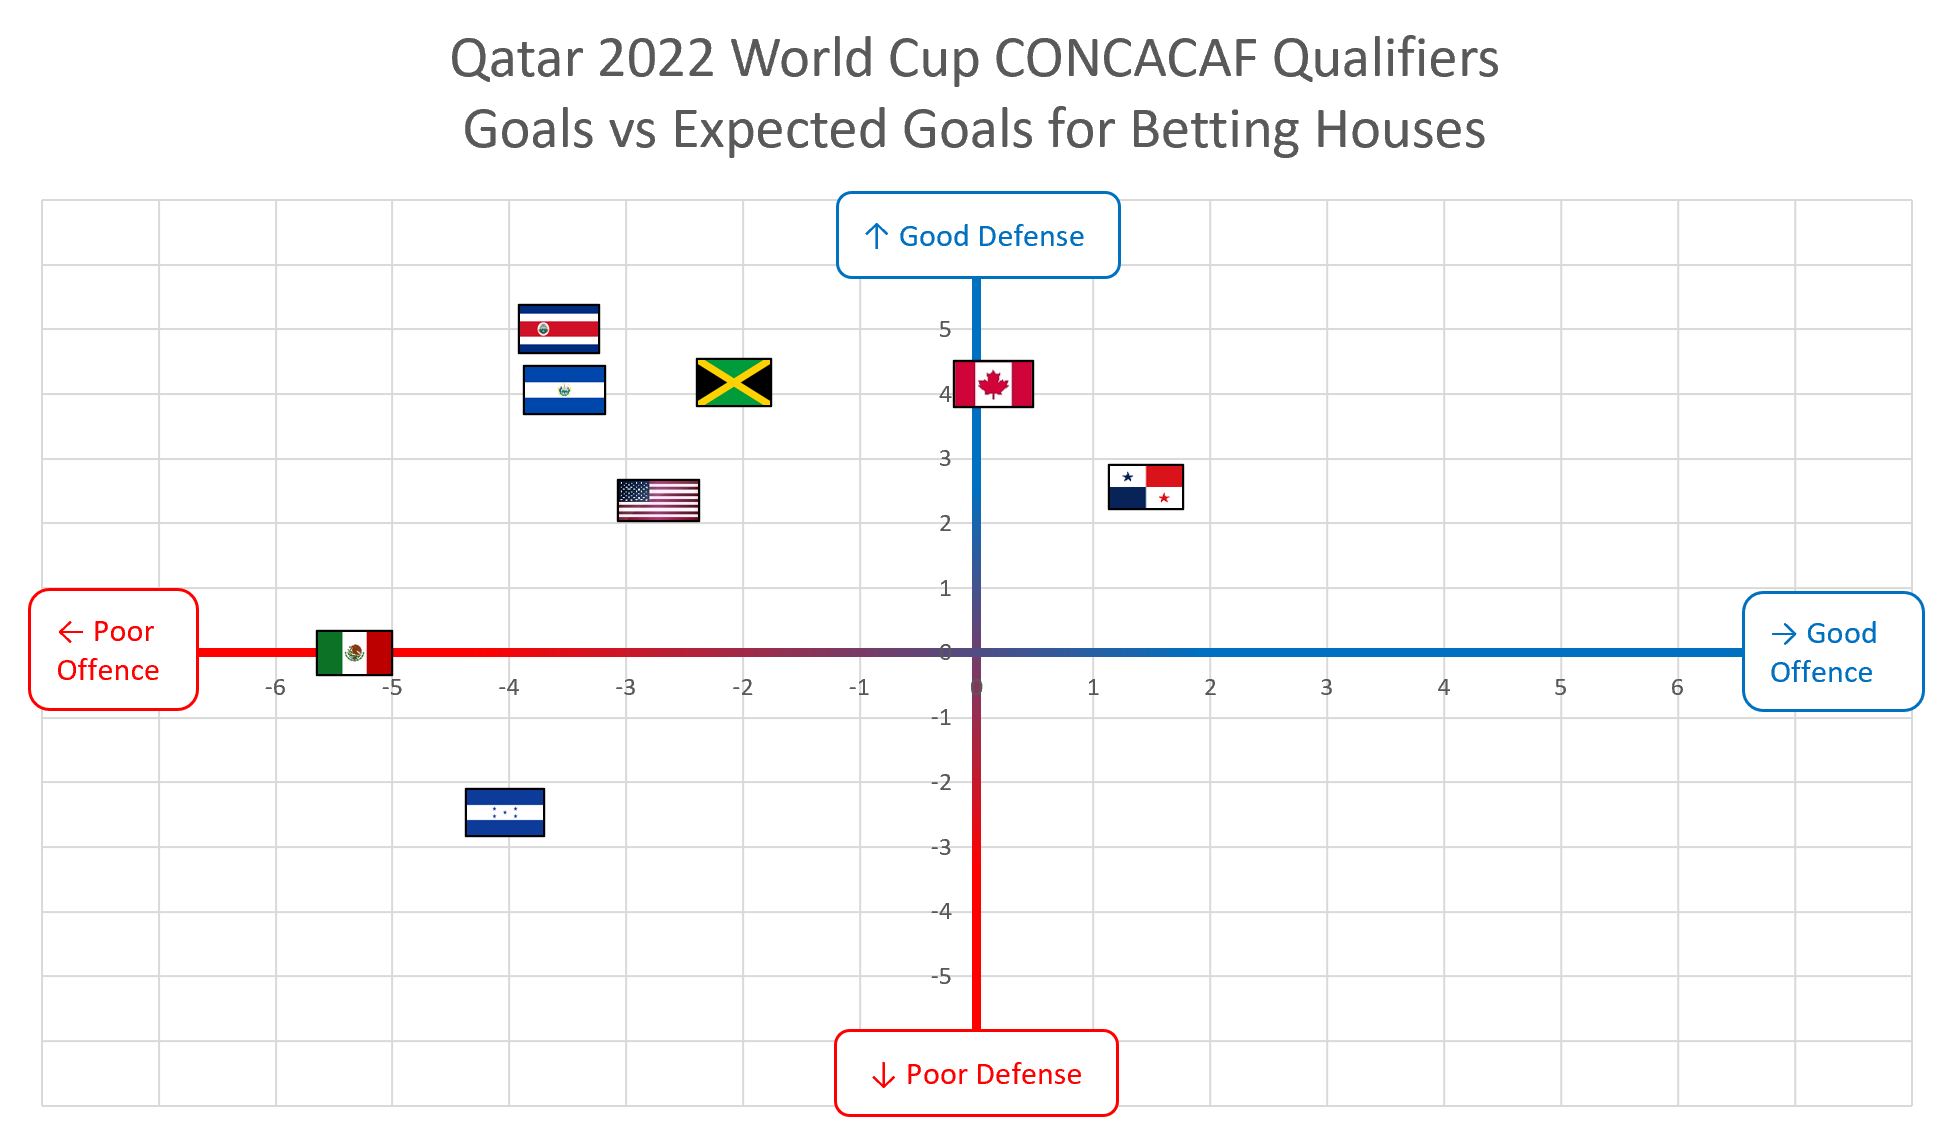 Qatar 2022 World Cup CONCACAF Qualifiers
Goals vs Expected Goals for Betting Houses
↑ Good Defense
5
4
3
2
1
0
← Poor
Offence
→ Good
Offence
-6 -5 -4 -3 -2 -1 0 1 2 3 4 5 6
-1
-2
-3
-4
-5
↓ Poor Defense